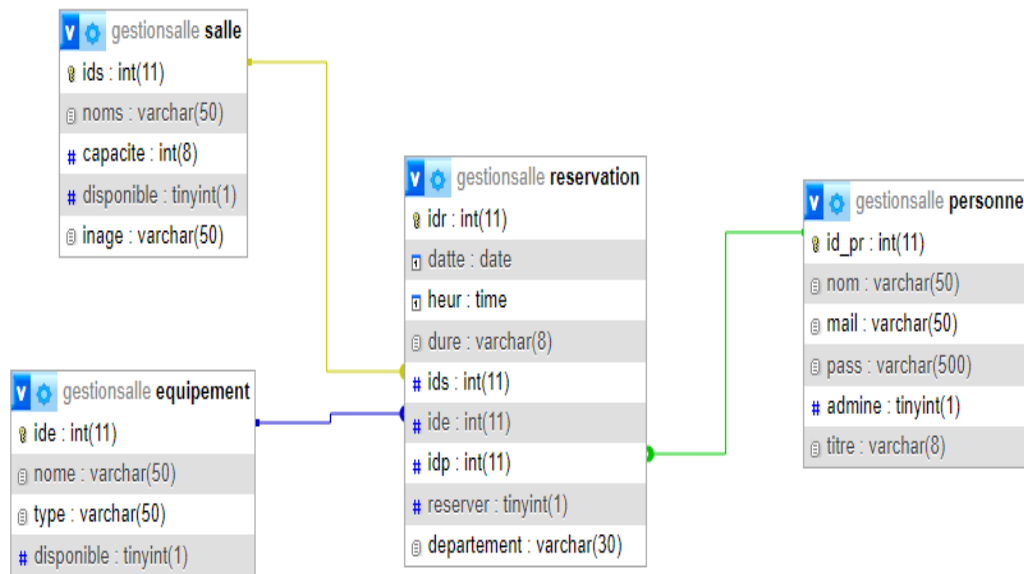 gestionsalle salle
ids : int(11)
noms : varchar(50)
# capacite : int(8)
# disponible : tinyint(1)
inage : varchar(50)
gestionsalle equipement
ide : int(11)
nome : varchar(50)
type : varchar(50)
# disponible : tinyint(1)
gestionsalle reservation
idr : int(11)
datte : date
heur : time
dure : varchar(8)
# ids : int(11)
# ide : int(11)
# idp : int(11)
# reserver : tinyint(1)
departement : varchar(30)
gestionsalle personne
id_pr : int(11)
nom : varchar(50)
mail : varchar(50)
pass : varchar(500)
# admine : tinyint(1)
titre : varchar(8)